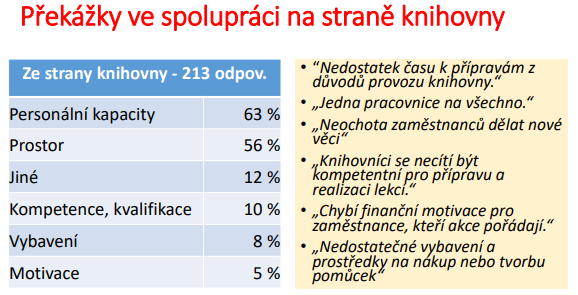 Překážky ve spolupráci na straně knihovny
Ze strany knihovny - 213 odpov.
Personální kapacity 63 %
Prostor 56 %
Jiné 12 %
Kompetence, kvalifikace 10 %
Vybavení 8 %
Motivace 5 %
• “Nedostatek času k přípravám z
důvodů provozu knihovny.“
• „Jedna pracovnice na všechno.“
• „Neochota zaměstnanců dělat nové
věci“
• „Knihovníci se necítí být
kompetentní pro přípravu a
realizaci lekcí.“
• „Chybí finanční motivace pro
zaměstnance, kteří akce pořádají.“
• „Nedostatečné vybavení a
prostředky na nákup nebo tvorbu
pomůcek“